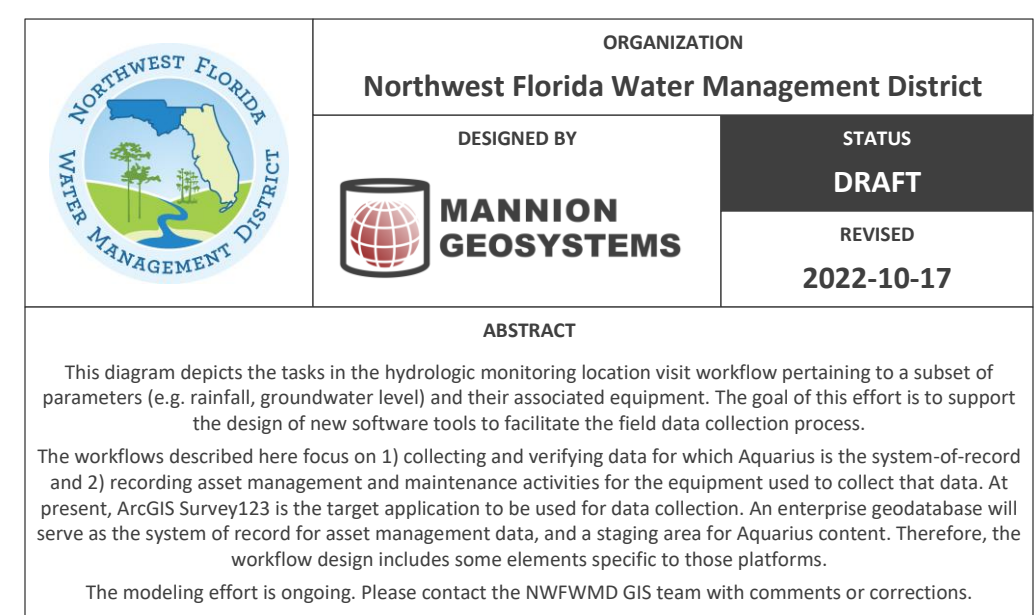 NORTHWEST FLORIDA
WATER MANAGEMENT DISTRICT
ORGANIZATION
Northwest Florida Water Management District
DESIGNED BY
MANNION
GEOSYSTEMS
STATUS
DRAFT
REVISED
2022-10-17
ABSTRACT
This diagram depicts the tasks in the hydrologic monitoring location visit workflow pertaining to a subset of
parameters (e.g. rainfall, groundwater level) and their associated equipment. The goal of this effort is to support
the design of new software tools to facilitate the field data collection process.
The workflows described here focus on 1) collecting and verifying data for which Aquarius is the system-of-record
and 2) recording asset management and maintenance activities for the equipment used to collect that data. At
present, ArcGIS Survey123 is the target application to be used for data collection. An enterprise geodatabase will
serve as the system of record for asset management data, and a staging area for Aquarius content. Therefore, the
workflow design includes some elements specific to those platforms.
The modeling effort is ongoing. Please contact the NWFWMD GIS team with comments or corrections.